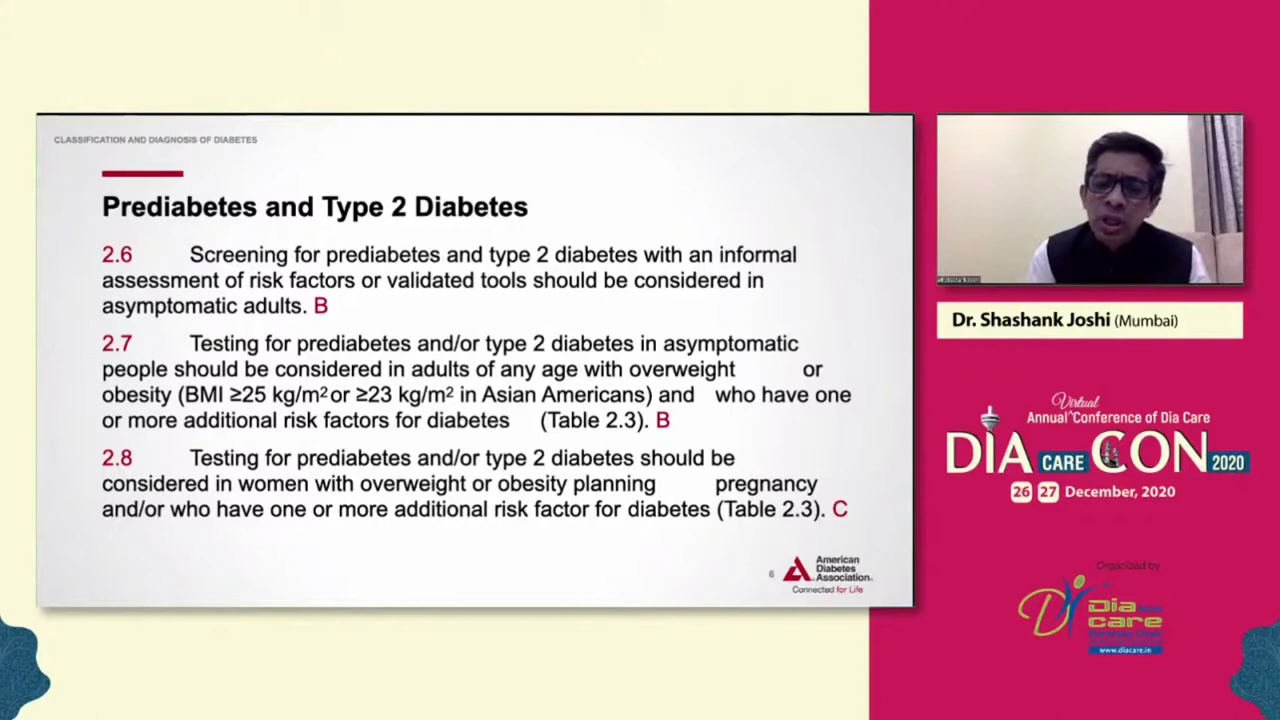 CLASSIFICATION AND DIAGNOSIS OF DIABETES
Prediabetes and Type 2 Diabetes
2.6 Screening for prediabetes and type 2 diabetes with an informal
assessment of risk factors or validated tools should be considered in
asymptomatic adults. B
2.7 Testing for prediabetes and/or type 2 diabetes in asymptomatic
people should be considered in adults of any age with overweight or
obesity (BMI ≥25 kg/m² or ≥23 kg/m² in Asian Americans) and who have one
or more additional risk factors for diabetes (Table 2.3). B
2.8 Testing for prediabetes and/or type 2 diabetes should be
considered in women with overweight or obesity planning pregnancy
and/or who have one or more additional risk factor for diabetes (Table 2.3). C
6
American
Diabetes
Association®
Connected for Life
Dr. Shashank Joshi (Mumbai)
Virtual
Annual ^ Conference of Dia Care
DIA CARE CON 2020
26 27 December, 2020
Organized by
Dia
care
www.diacare.in